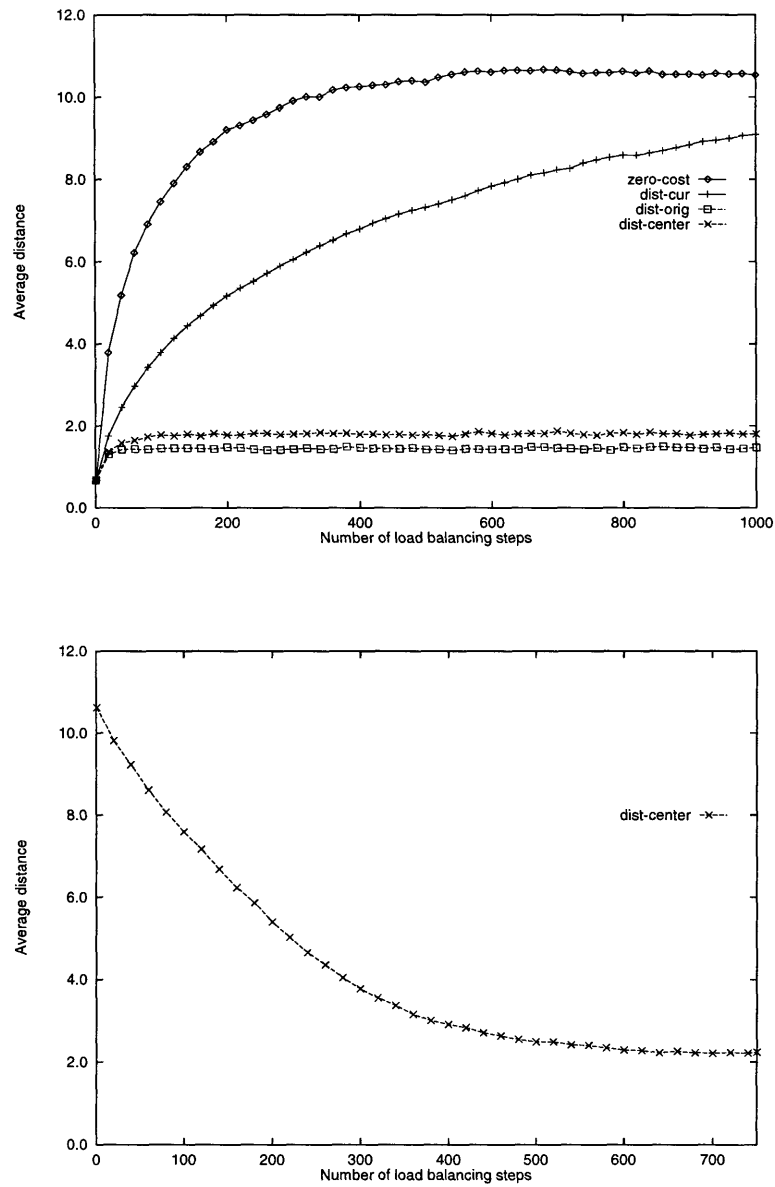 12.0
10.0
8.0
6.0
4.0
2.0
0.0
Average distance
zero-cost
dist-cur
dist-orig
dist-center
0 200 400 600 800 1000
Number of load balancing steps
12.0
10.0
8.0
6.0
4.0
2.0
0.0
Average distance
dist-center
0 100 200 300 400 500 600 700
Number of load balancing steps